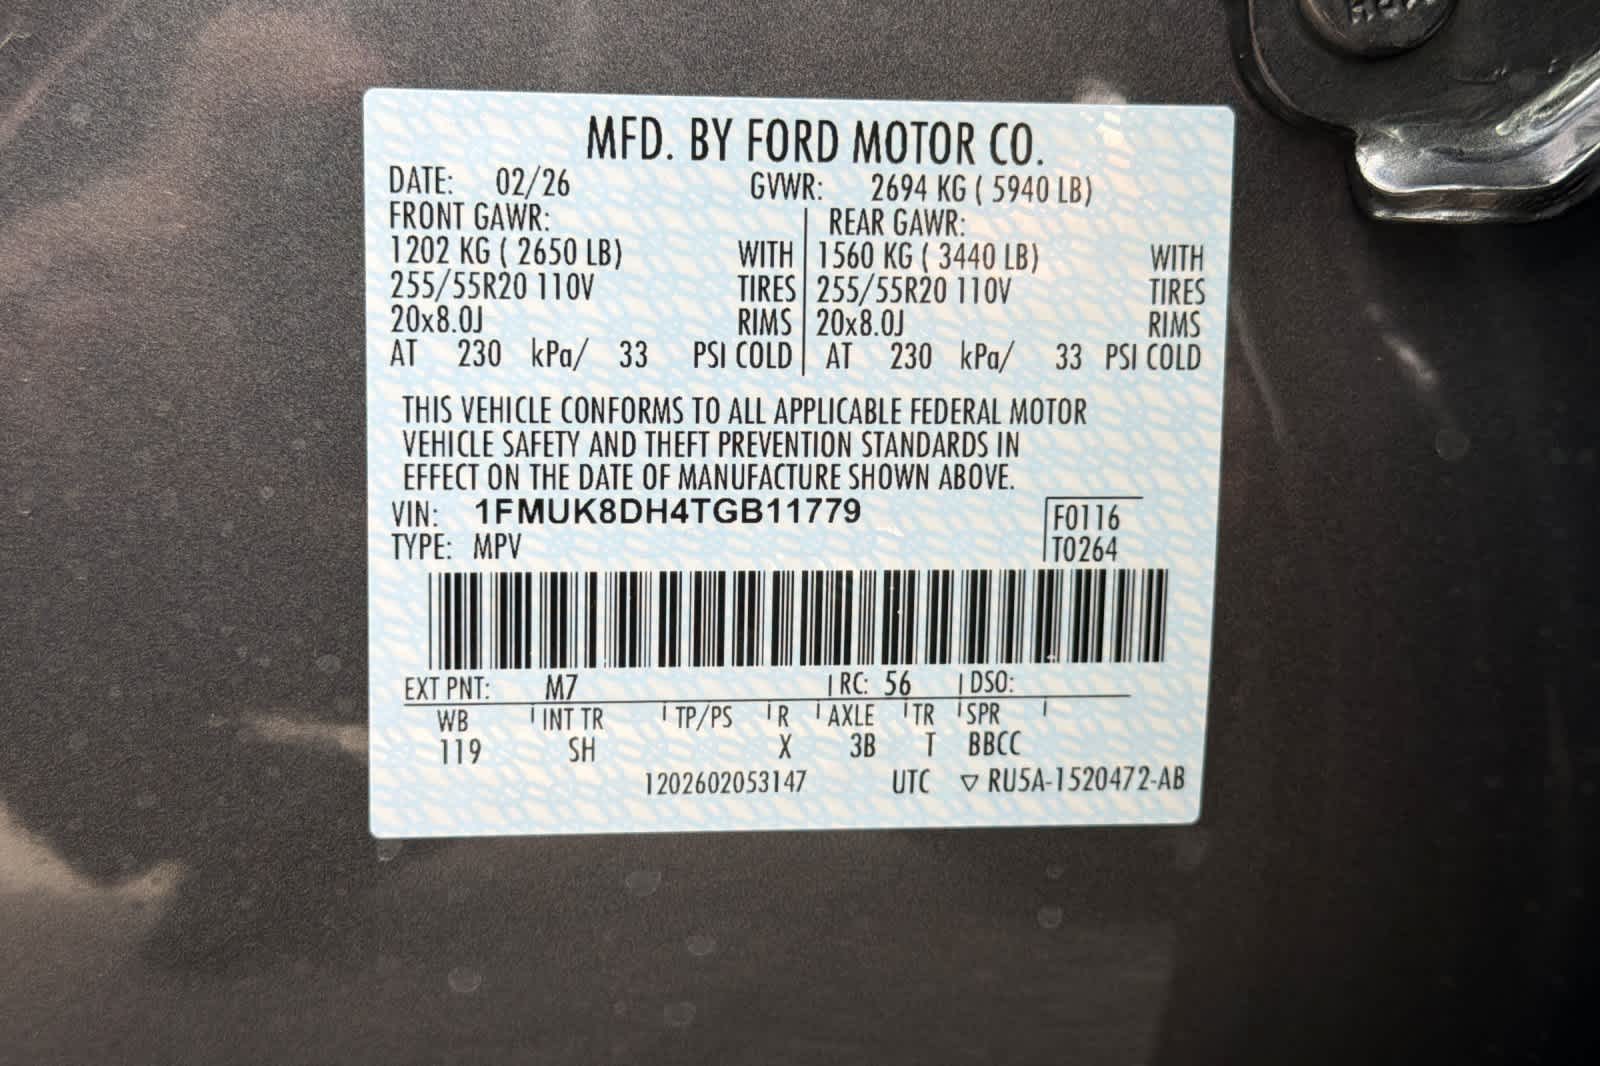 MFD. BY FORD MOTOR CO.
DATE: 02/26 GVWR: 2694 KG ( 5940 LB)
FRONT GAWR: REAR GAWR:
1202 KG ( 2650 LB) WITH 1560 KG ( 3440 LB) WITH
255/55R20 110V TIRES 255/55R20 110V TIRES
20x8.0J RIMS 20x8.0J RIMS
AT 230 kPa/ 33 PSI COLD AT 230 kPa/ 33 PSI COLD
THIS VEHICLE CONFORMS TO ALL APPLICABLE FEDERAL MOTOR
VEHICLE SAFETY AND THEFT PREVENTION STANDARDS IN
EFFECT ON THE DATE OF MANUFACTURE SHOWN ABOVE.
VIN: 1FMUK8DH4TGB11779 F0116
TYPE: MPV T0264
EXT PNT: M7 RC: 56 DSO:
WB INT TR TP/PS R AXLE TR SPR
119 SH X 3B T BBCC
1202602053147 UTC ▽ RU5A-1520472-AB